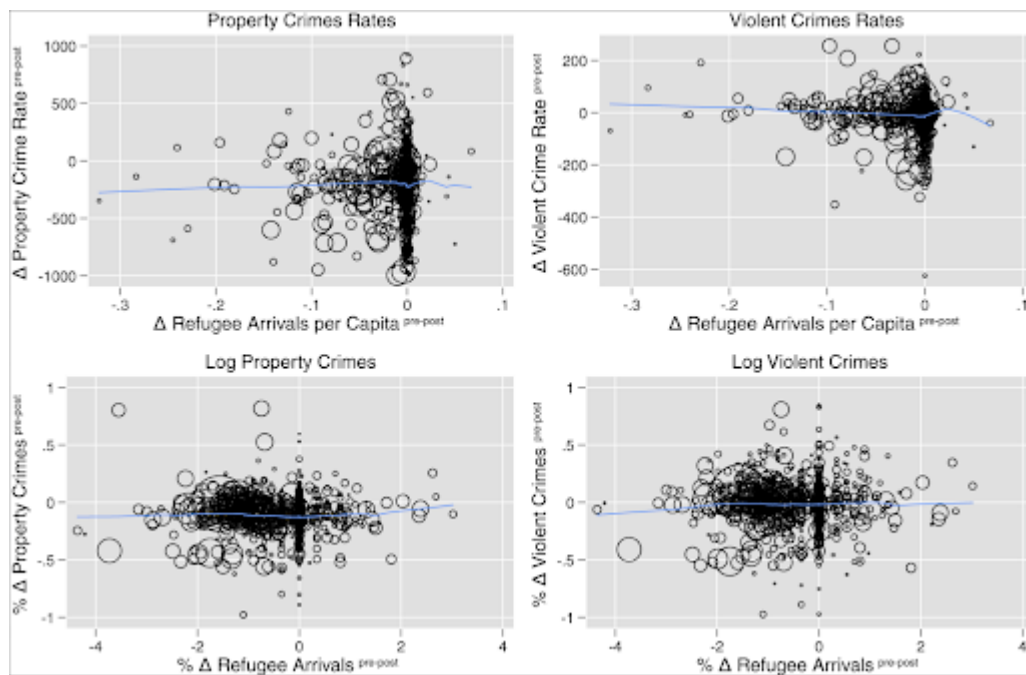 Property Crimes Rates
Δ Property Crime Rate pre-post
1000
500
0
-500
-1000
-.3 -.2 -.1 0 .1
Δ Refugee Arrivals per Capita pre-post
Violent Crimes Rates
Δ Violent Crime Rate pre-post
200
0
-200
-400
-600
-.3 -.2 -.1 0 .1
Δ Refugee Arrivals per Capita pre-post
Log Property Crimes
% Δ Property Crimes pre-post
1
.5
0
-.5
-1
-4 -2 0 2 4
% Δ Refugee Arrivals pre-post
Log Violent Crimes
% Δ Violent Crimes pre-post
1
.5
0
-.5
-1
-4 -2 0 2 4
% Δ Refugee Arrivals pre-post